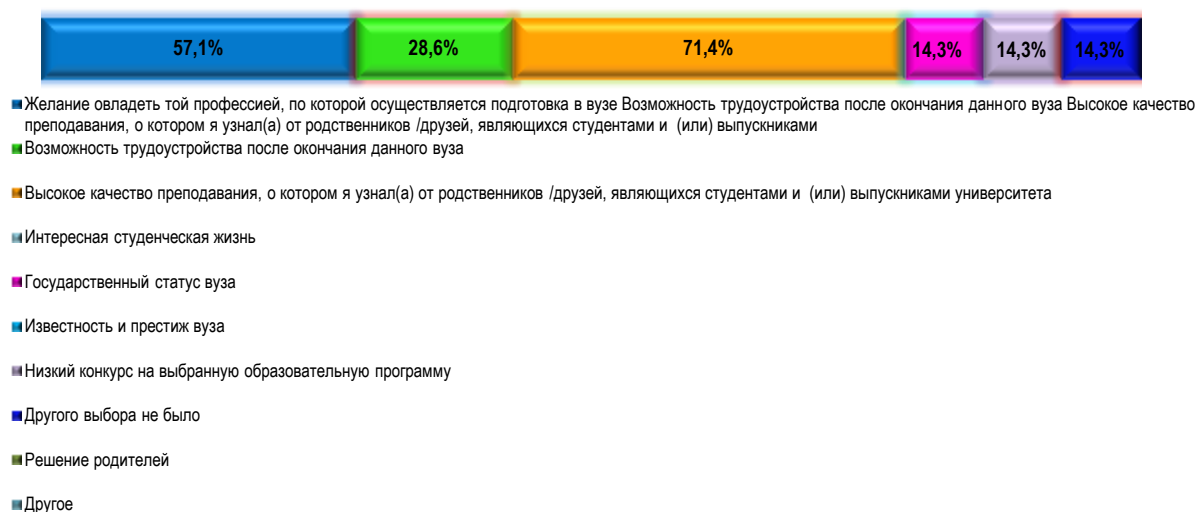 57,1% 28,6% 71,4% 14,3% 14,3% 14,3%
Желание овладеть той профессией, по которой осуществляется подготовка в вузе Возможность трудоустройства после окончания данного вуза Высокое качество
преподавания, о котором я узнал(а) от родственников /друзей, являющихся студентами и (или) выпускниками
Возможность трудоустройства после окончания данного вуза
Высокое качество преподавания, о котором я узнал(а) от родственников /друзей, являющихся студентами и (или) выпускниками университета
Интересная студенческая жизнь
Государственный статус вуза
Известность и престиж вуза
Низкий конкурс на выбранную образовательную программу
Другого выбора не было
Решение родителей
Другое